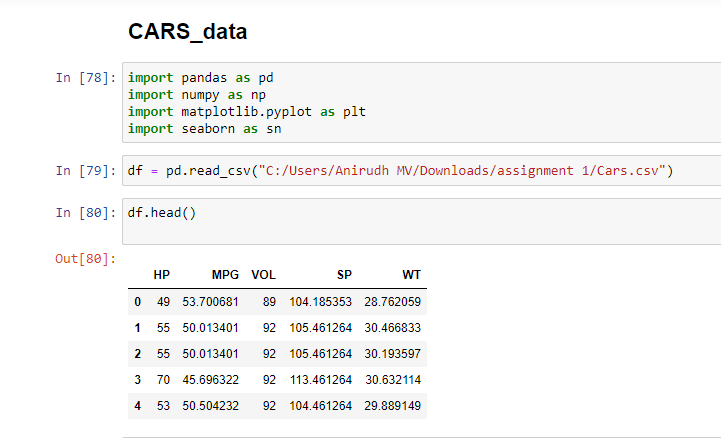 CARS_data
In [78]: import pandas as pd
import numpy as np
import matplotlib.pyplot as plt
import seaborn as sn
In [79]: df = pd.read_csv("C:/Users/Anirudh MV/Downloads/assignment 1/Cars.csv")
In [80]: df.head()
Out[80]:
HP MPG VOL SP WT
0 49 53.700681 89 104.185353 28.762059
1 55 50.013401 92 105.461264 30.466833
2 55 50.013401 92 105.461264 30.193597
3 70 45.696322 92 113.461264 30.632114
4 53 50.504232 92 104.461264 29.889149